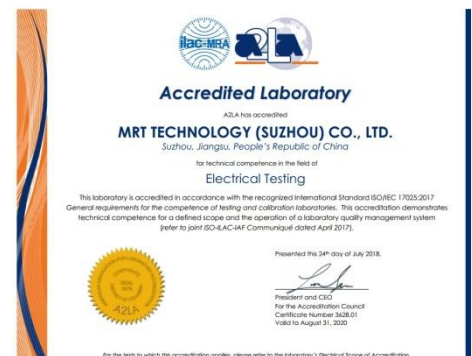 ilac-MRA
A2LA
Accredited Laboratory
A2LA has accredited
MRT TECHNOLOGY (SUZHOU) CO., LTD.
Suzhou, Jiangsu, People's Republic of China
for technical competence in the field of
Electrical Testing
This laboratory is accredited in accordance with the recognized International Standard ISO/IEC 17025:2017
General requirements for the competence of testing and calibration laboratories. This accreditation demonstrates
technical competence for a defined scope and the operation of a laboratory quality management system
(refer to joint ISO-ILAC-IAF Communiqué dated April 2017).
Presented this 24th day of July 2018.
President and CEO
For the Accreditation Council
Certificate Number 3628.01
Valid to August 31, 2020
CORPORATE
SEAL
1978
A2LA
For the tests to which this accreditation applies, please refer to the laboratory's Electrical Scope of Accreditation.